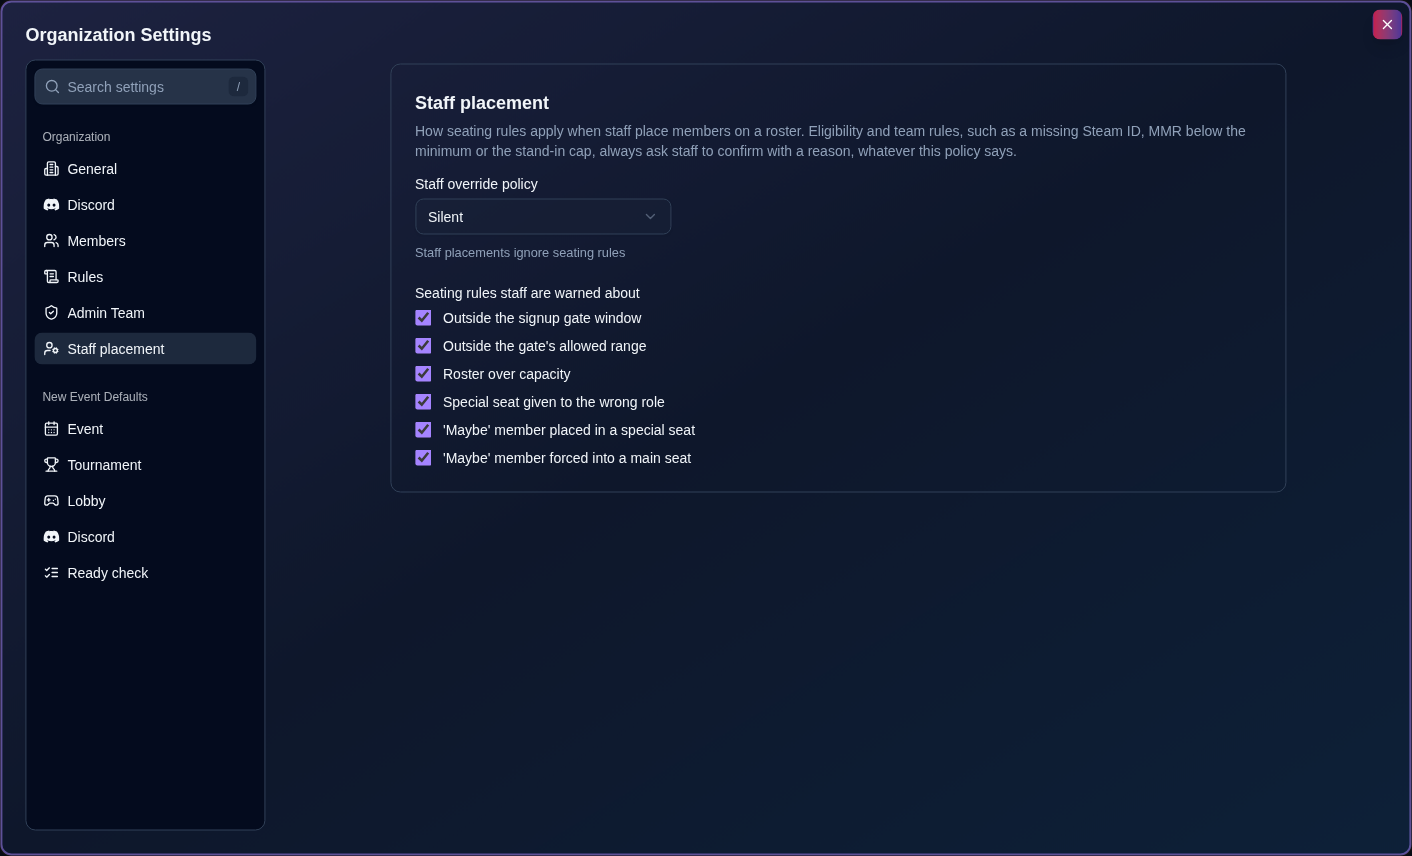 Organization Settings
Search settings /
Organization
General
Discord
Members
Rules
Admin Team
Staff placement
New Event Defaults
Event
Tournament
Lobby
Discord
Ready check
Staff placement
How seating rules apply when staff place members on a roster. Eligibility and team rules, such as a missing Steam ID, MMR below the
minimum or the stand-in cap, always ask staff to confirm with a reason, whatever this policy says.
Staff override policy
Silent
Staff placements ignore seating rules
Seating rules staff are warned about
Outside the signup gate window
Outside the gate's allowed range
Roster over capacity
Special seat given to the wrong role
'Maybe' member placed in a special seat
'Maybe' member forced into a main seat